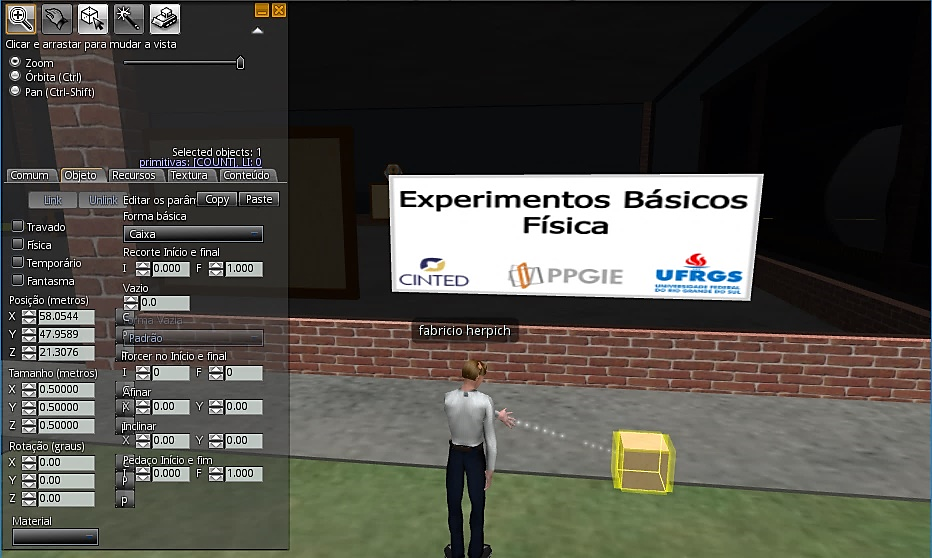 Clicar e arrastar para mudar a vista
Zoom
Órbita (Ctrl)
Pan (Ctrl-Shift)
Selected objects: 1
primitivas: [COUNT], LI: 0
Comum Objeto Recursos Textura Conteúdo
Link Unlink Editar os parân Copy Paste
Forma básica
Travado
Caixa
Física
Recorte Início e final
Temporário
I 0.000 F 1.000
Fantasma
Vazio
Posição (metros)
0.0
X 58.0544
Forma Vazia
Y 47.9589
Padrão
Z 21.3076
Torcer no Início e final
Tamanho (metros)
I 0 F 0
X 0.50000
Afinar
Y 0.50000
X 0.00 Y 0.00
Z 0.50000
Inclinar
X 0.00 Y 0.00
Rotação (graus)
Pedaço Início e fim
X 0.00
I 0.000 F 1.000
Y 0.00
Z 0.00
p
Material
Experimentos Básicos
Física
CINTED
PPGIE
UFRGS
UNIVERSIDADE FEDERAL
DO RIO GRANDE DO SUL
fabricio herpich